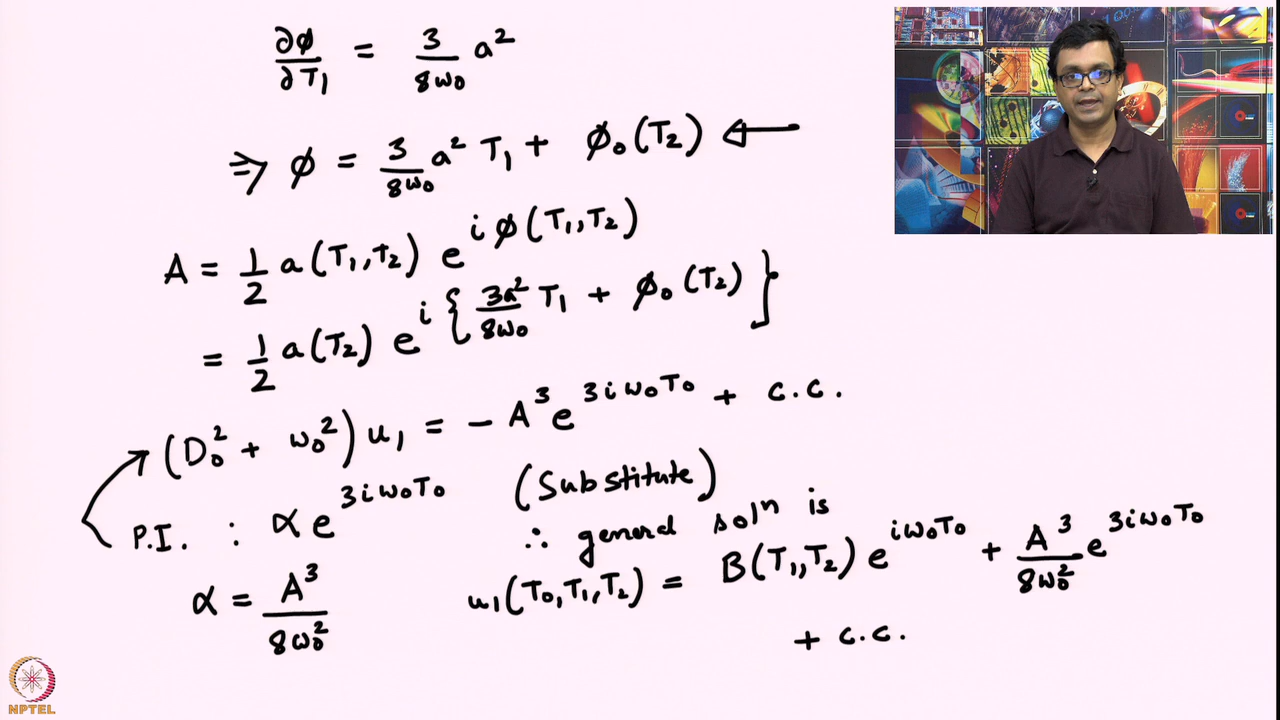 ∂φ/∂T₁ = 3/8ω₀ a²
⇒ φ = 3/8ω₀ a² T₁ + φ₀(T₂) ⟸
A = 1/2 a(T₁,T₂) e^{iφ(T₁,T₂)}
= 1/2 a(T₂) e^{i{3a²/8ω₀ T₁ + φ₀(T₂)}}
(D₀² + ω₀²)u₁ = - A³e^{3iω₀T₀} + c.c.
P.I. : αe^{3iω₀T₀} (Substitute)
∴ general solⁿ is
α = A³/8ω₀² u₁(T₀,T₁,T₂) = B(T₁,T₂)e^{iω₀T₀} + A³/8ω₀² e^{3iω₀T₀}
+ c.c.
NPTEL